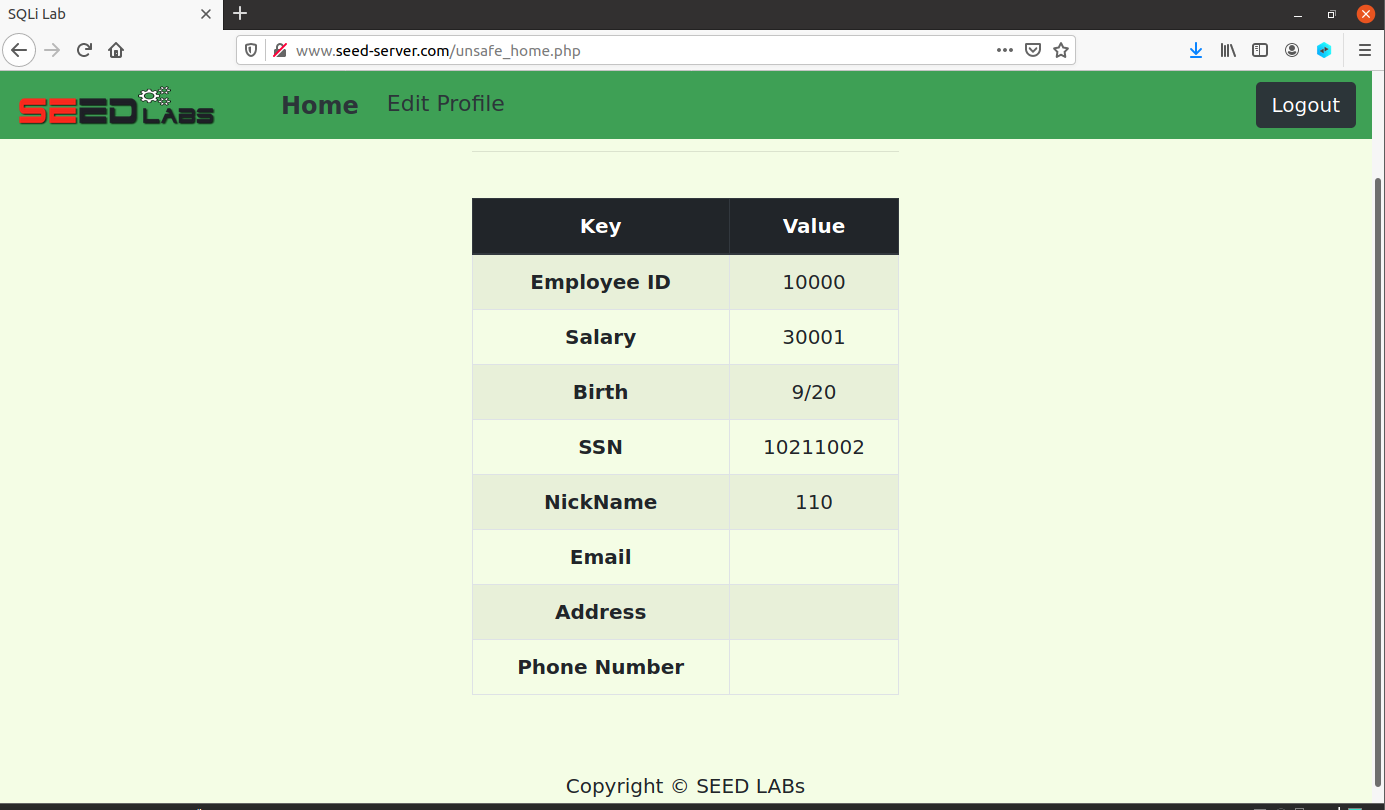 SQLi Lab
www.seed-server.com/unsafe_home.php
SEED LABS Home Edit Profile Logout
Key Value
Employee ID 10000
Salary 30001
Birth 9/20
SSN 10211002
NickName 110
Email
Address
Phone Number
Copyright © SEED LABs